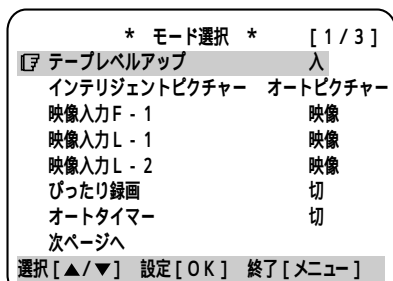 * モード選択 * [1/3]
☞ テープレベルアップ 入
インテリジェントピクチャー オートピクチャー
映像入力F-1 映像
映像入力L-1 映像
映像入力L-2 映像
ぴったり録画 切
オートタイマー 切
次ページへ
選択[▲/▼] 設定[OK] 終了[メニュー]